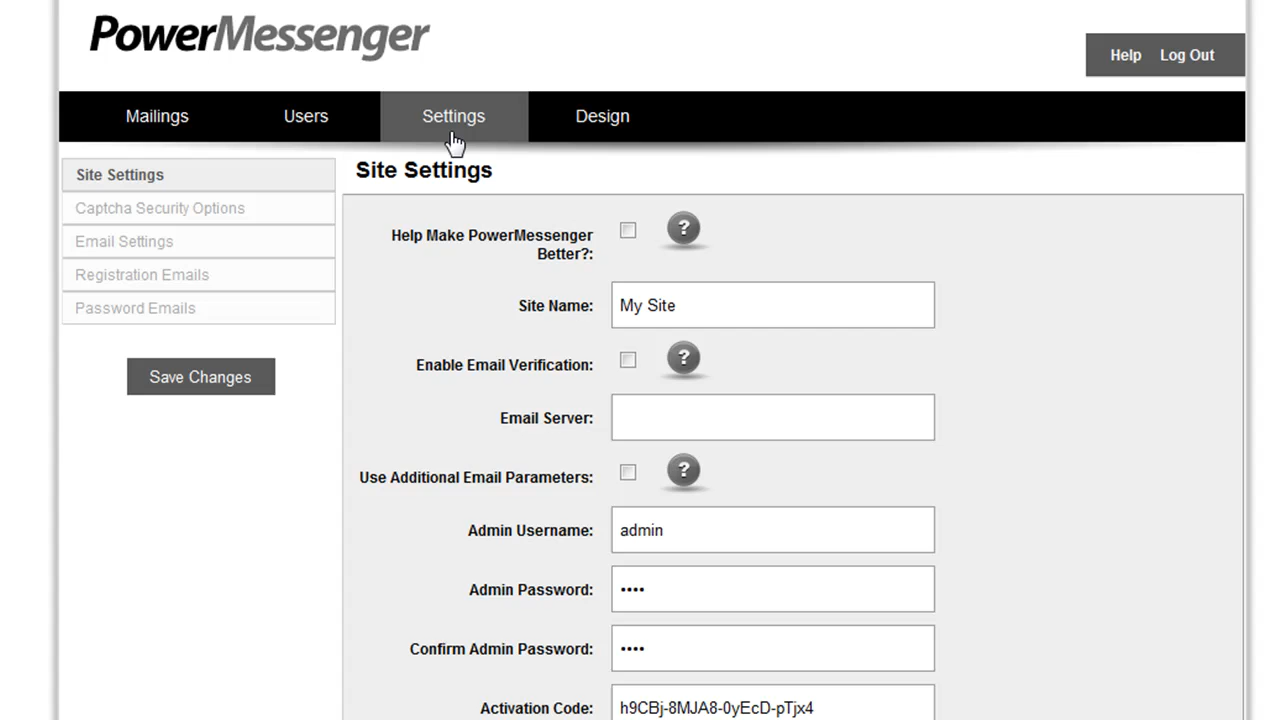 PowerMessenger
Help Log Out
Mailings Users Settings Design
Site Settings
Captcha Security Options
Email Settings
Registration Emails
Password Emails
Save Changes
Site Settings
Help Make PowerMessenger
Better?: ?
Site Name: My Site
Enable Email Verification: ?
Email Server:
Use Additional Email Parameters: ?
Admin Username: admin
Admin Password: ••••
Confirm Admin Password: ••••
Activation Code: h9CBj-8MJA8-0yEcD-pTjx4